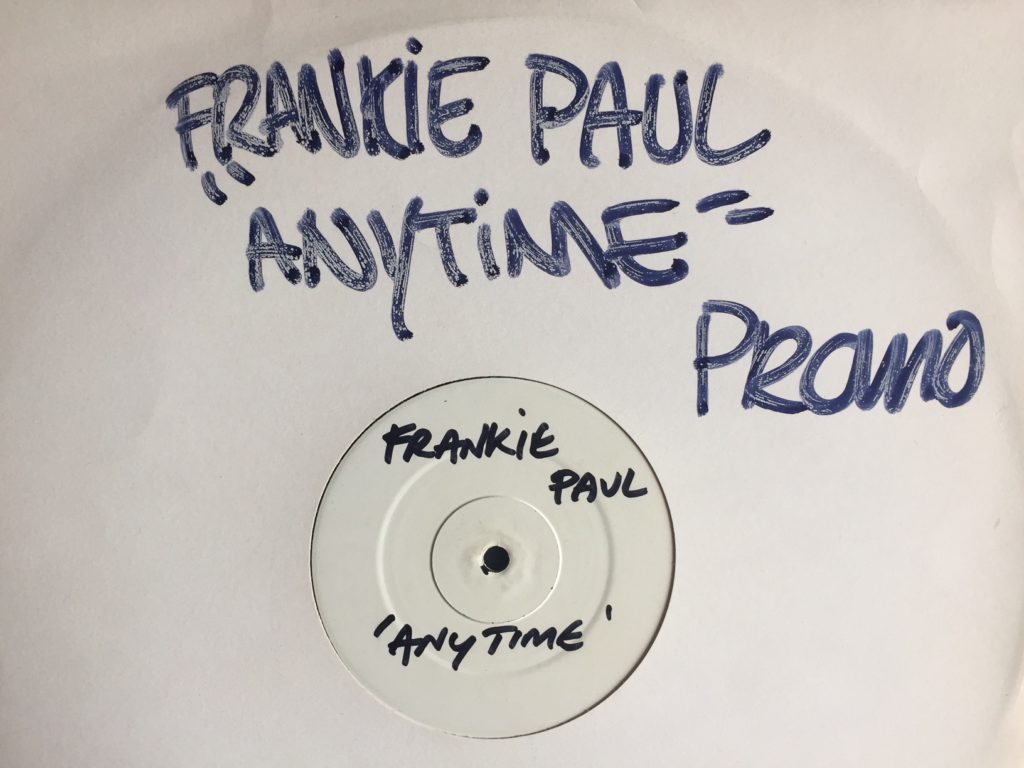 FRANKIE PAUL
"ANYTIME"
PROMO
FRANKIE
PAUL
'ANYTIME'